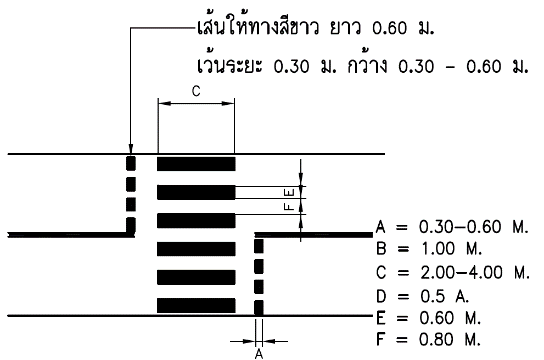 เส้นให้ทางสีขาว ยาว 0.60 ม.
เว้นระยะ 0.30 ม. กว้าง 0.30 - 0.60 ม.
C
E
F
A = 0.30-0.60 M.
B = 1.00 M.
C = 2.00-4.00 M.
D = 0.5 A.
E = 0.60 M.
F = 0.80 M.
A